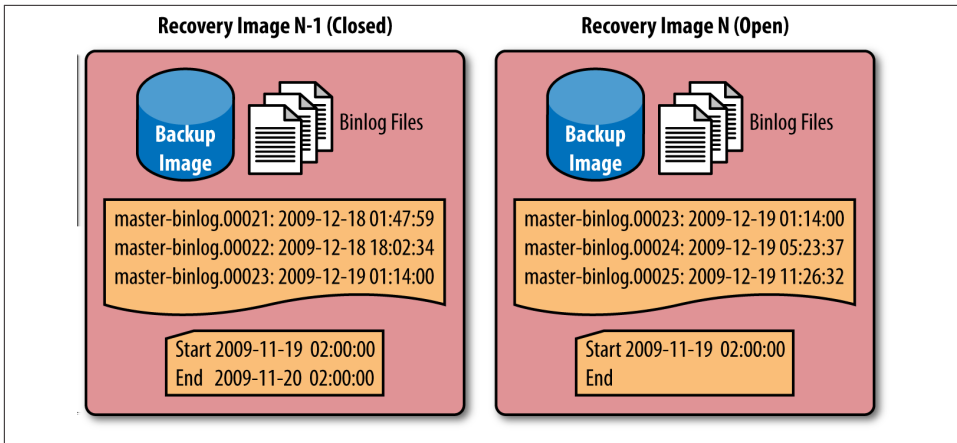 Recovery Image N-1 (Closed)
Backup
Image
Binlog Files
master-binlog.00021: 2009-12-18 01:47:59
master-binlog.00022: 2009-12-18 18:02:34
master-binlog.00023: 2009-12-19 01:14:00
Start 2009-11-19 02:00:00
End 2009-11-20 02:00:00
Recovery Image N (Open)
Backup
Image
Binlog Files
master-binlog.00023: 2009-12-19 01:14:00
master-binlog.00024: 2009-12-19 05:23:37
master-binlog.00025: 2009-12-19 11:26:32
Start 2009-11-19 02:00:00
End